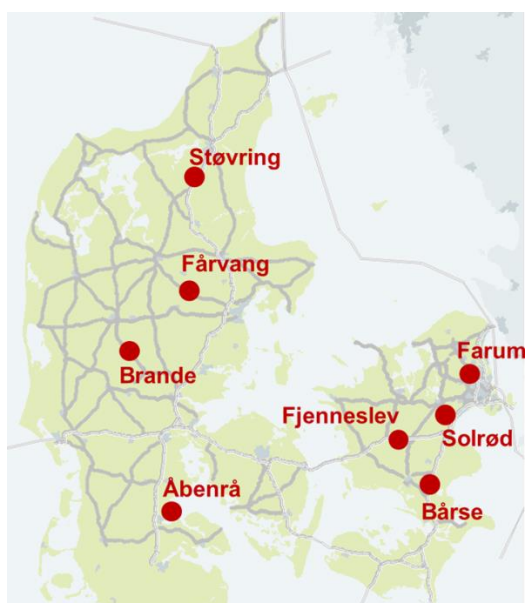 Støvring
Fårvang
Brande
Farum
Fjenneslev
Solrød
Åbenrå
Bårse